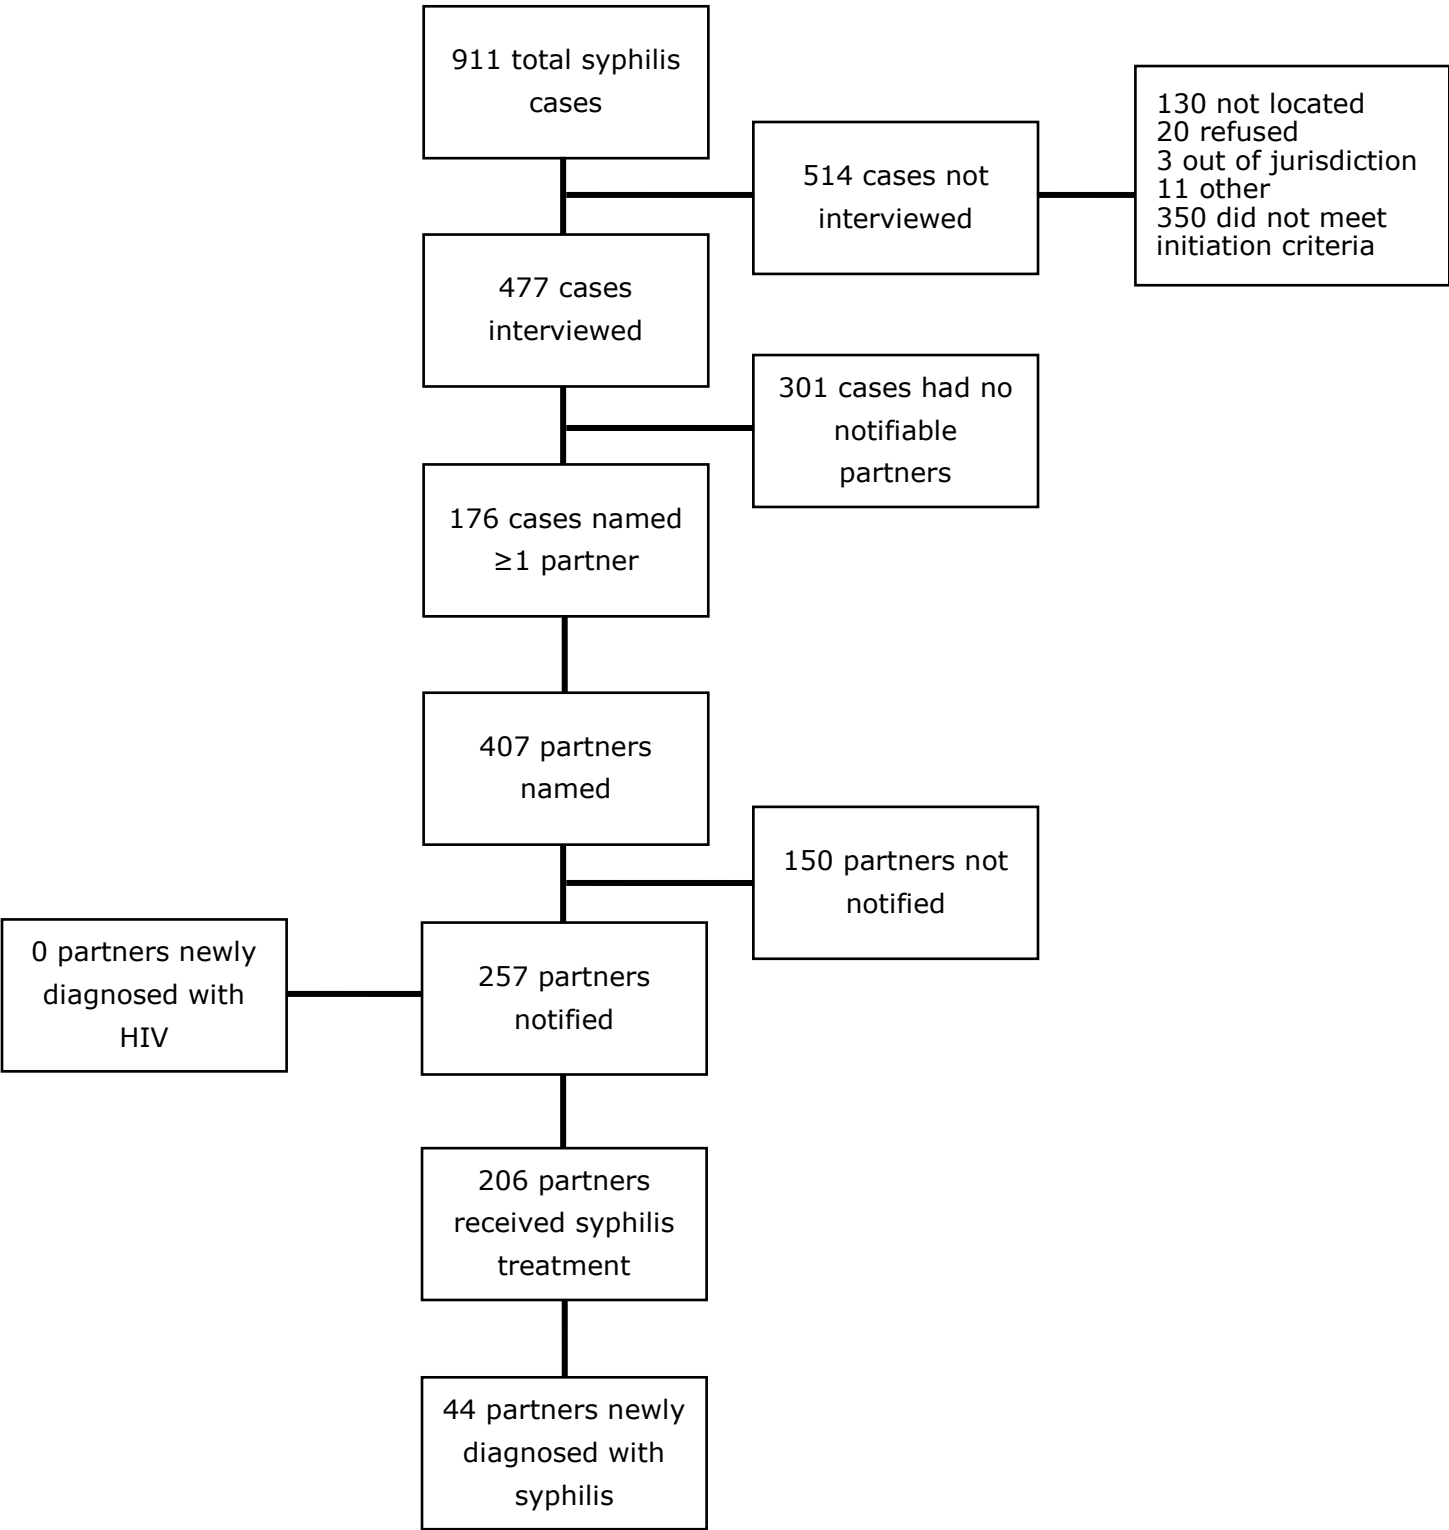 911 total syphilis
cases
130 not located
20 refused
3 out of jurisdiction
11 other
350 did not meet
initiation criteria
514 cases not
interviewed
477 cases
interviewed
301 cases had no
notifiable
partners
176 cases named
≥1 partner
407 partners
named
150 partners not
notified
0 partners newly
diagnosed with
HIV
257 partners
notified
206 partners
received syphilis
treatment
44 partners newly
diagnosed with
syphilis